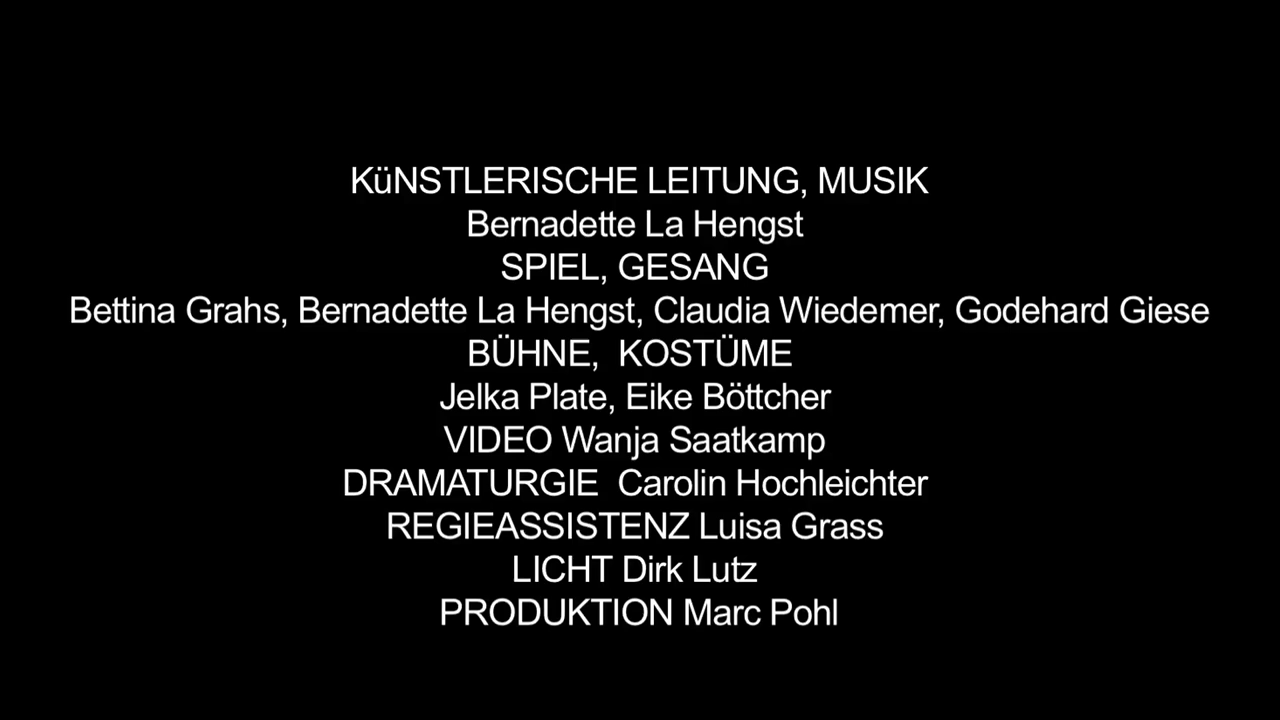 KüNSTLERISCHE LEITUNG, MUSIK
Bernadette La Hengst
SPIEL, GESANG
Bettina Grahs, Bernadette La Hengst, Claudia Wiedemer, Godehard Giese
BÜHNE,  KOSTÜME
Jelka Plate, Eike Böttcher
VIDEO Wanja Saatkamp
DRAMATURGIE  Carolin Hochleichter
REGIEASSISTENZ Luisa Grass
LICHT Dirk Lutz
PRODUKTION Marc Pohl